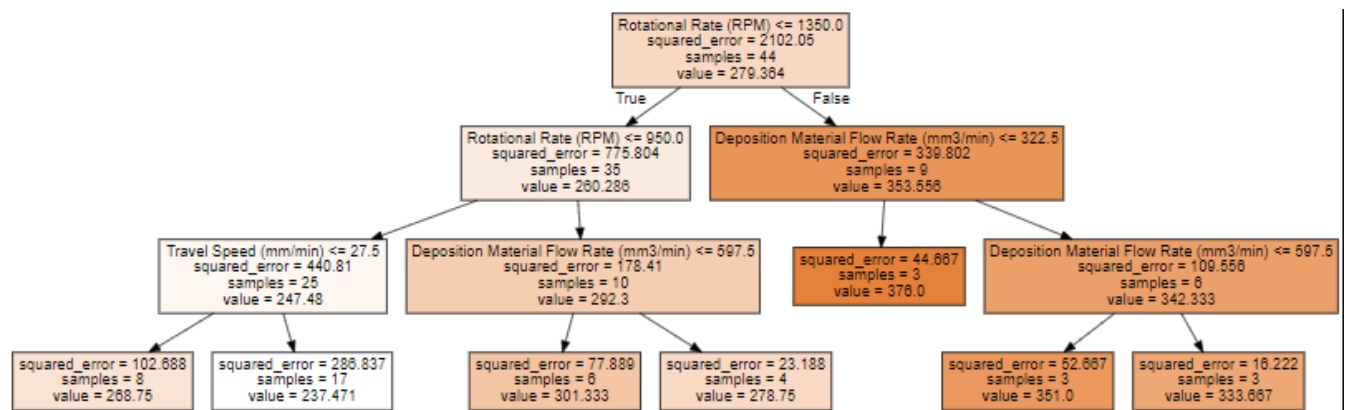 Rotational Rate (RPM) <= 1350.0
squared_error = 2102.05
samples = 44
value = 279.364
True
False
Rotational Rate (RPM) <= 950.0
squared_error = 775.804
samples = 35
value = 260.286
Deposition Material Flow Rate (mm3/min) <= 322.5
squared_error = 339.802
samples = 9
value = 353.556
Travel Speed (mm/min) <= 27.5
squared_error = 440.81
samples = 25
value = 247.48
Deposition Material Flow Rate (mm3/min) <= 597.5
squared_error = 178.41
samples = 10
value = 292.3
squared_error = 44.667
samples = 3
value = 376.0
Deposition Material Flow Rate (mm3/min) <= 597.5
squared_error = 109.556
samples = 6
value = 342.333
squared_error = 102.688
samples = 8
value = 268.75
squared_error = 286.837
samples = 17
value = 237.471
squared_error = 77.889
samples = 6
value = 301.333
squared_error = 23.188
samples = 4
value = 278.75
squared_error = 52.667
samples = 3
value = 351.0
squared_error = 16.222
samples = 3
value = 333.667